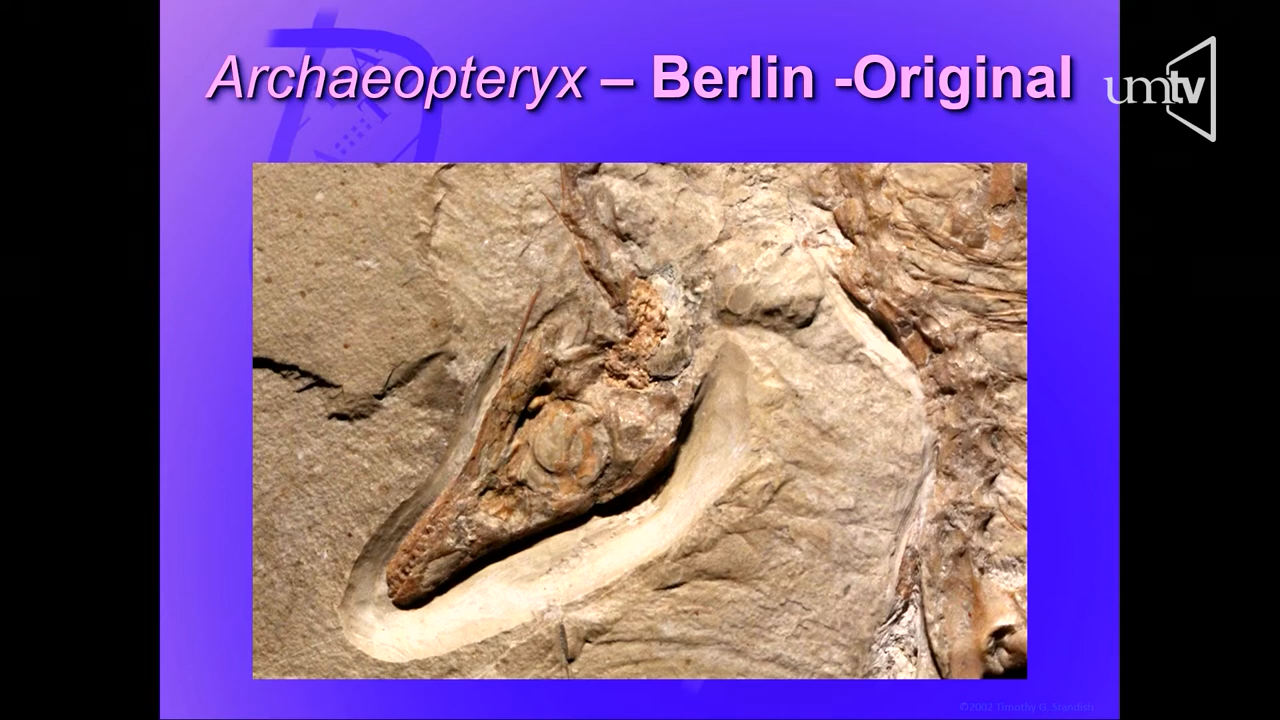 Archaeopteryx – Berlin -Original
umtv
©2002 Timothy G. Standish